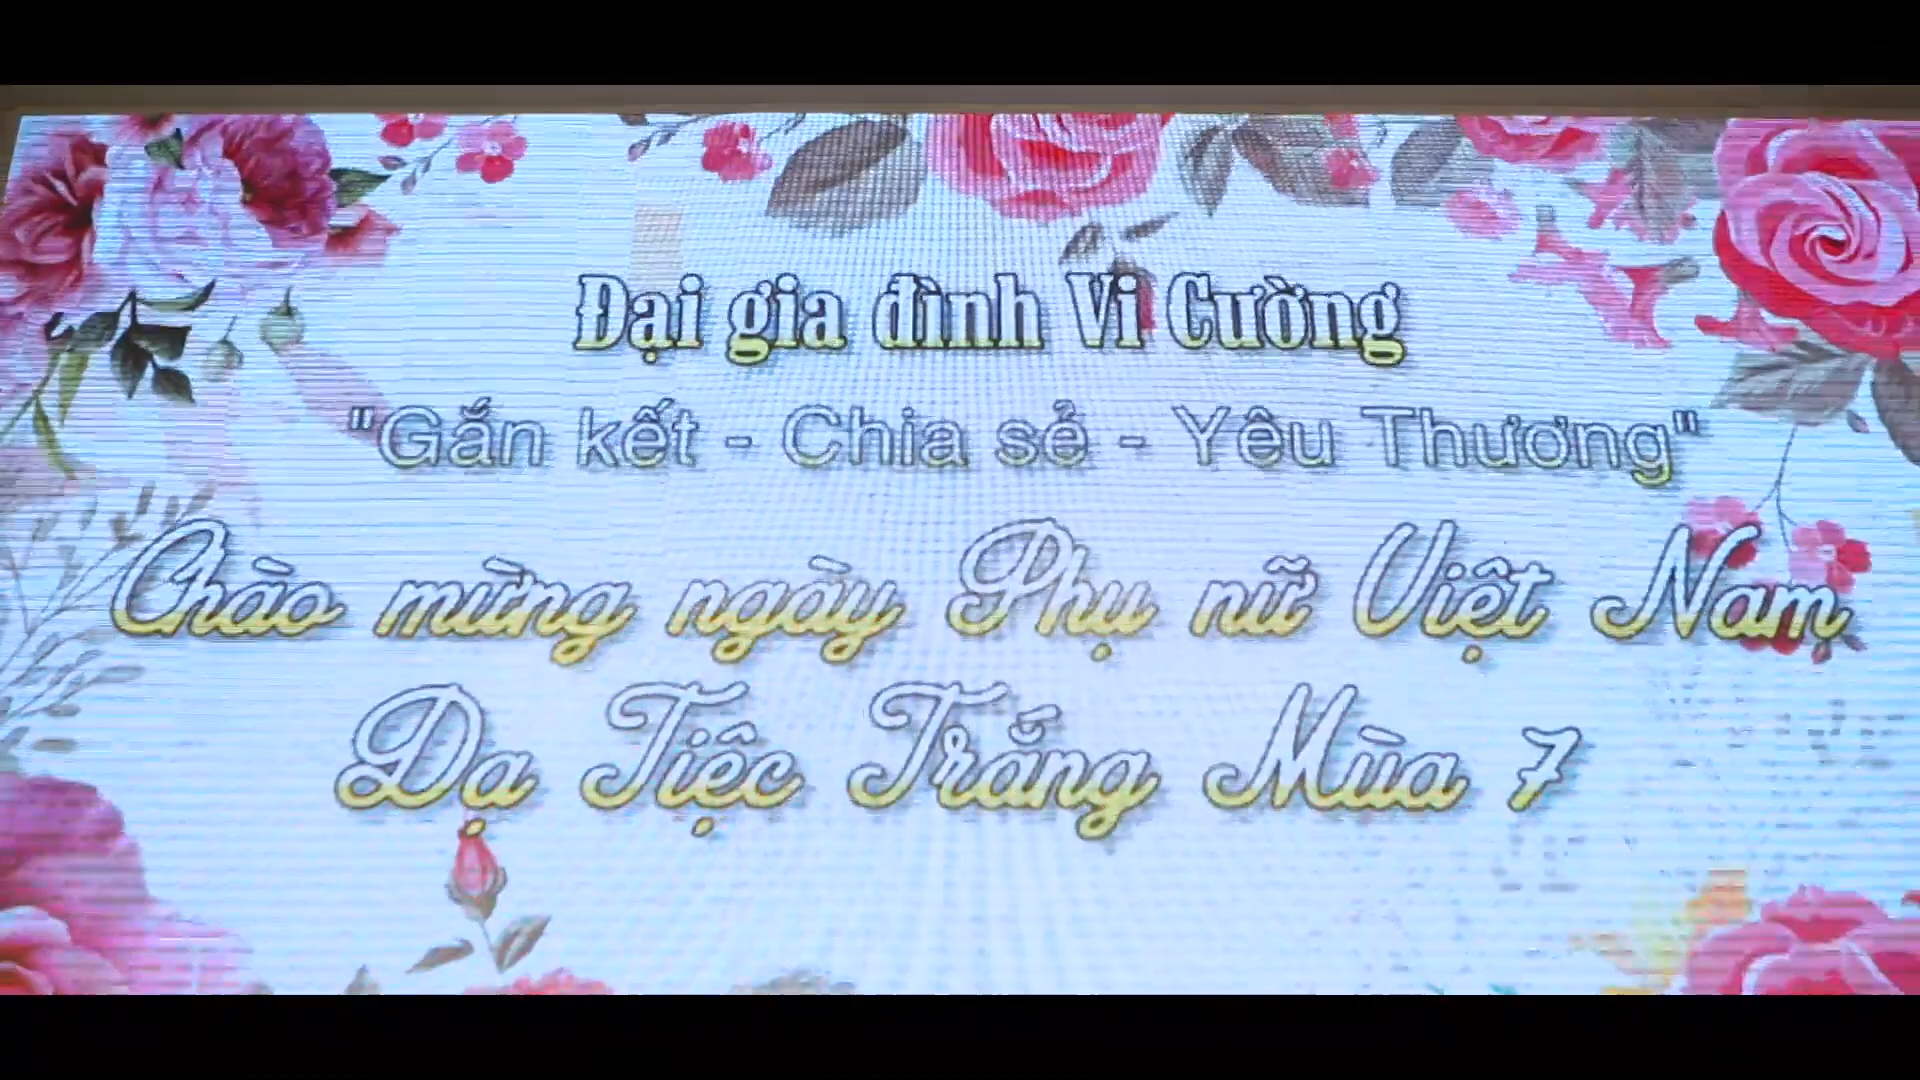 Đại gia đình Vi Cường
"Gắn kết - Chia sẻ - Yêu Thương"
Chào mừng ngày Phụ nữ Việt Nam
Dạ Tiệc Trắng Mùa 7